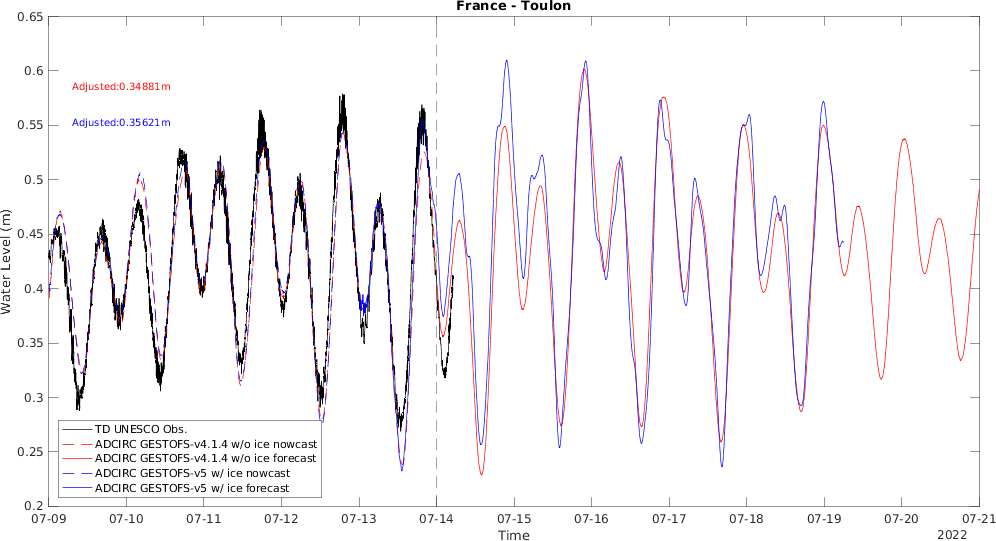 France - Toulon
0.65
0.6
0.55
0.5
0.45
0.4
0.35
0.3
0.25
0.2
Water Level (m)
Adjusted:0.34881m
Adjusted:0.35621m
TD UNESCO Obs.
ADCIRC GESTOFS-v4.1.4 w/o ice nowcast
ADCIRC GESTOFS-v4.1.4 w/o ice forecast
ADCIRC GESTOFS-v5 w/ ice nowcast
ADCIRC GESTOFS-v5 w/ ice forecast
07-09 07-10 07-11 07-12 07-13 07-14 07-15 07-16 07-17 07-18 07-19 07-20 07-21
Time
2022